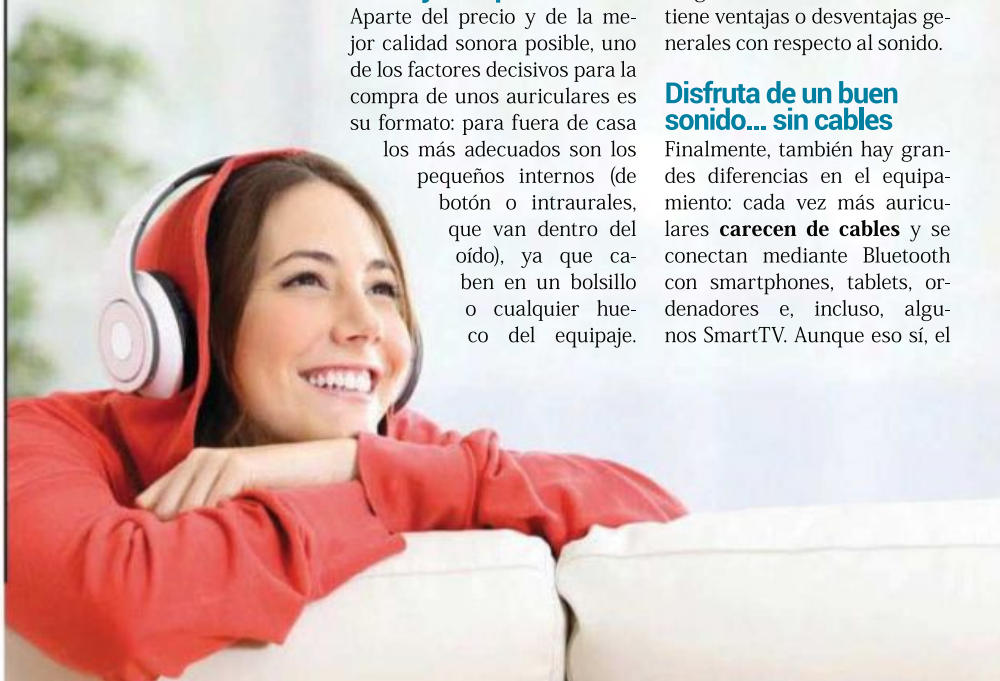 Aparte del precio y de la me-
jor calidad sonora posible, uno
de los factores decisivos para la
compra de unos auriculares es
su formato: para fuera de casa
los más adecuados son los
pequeños internos (de
botón o intraurales,
que van dentro del
oído), ya que ca-
ben en un bolsillo
o cualquier hue-
co del equipaje.
tiene ventajas o desventajas ge-
nerales con respecto al sonido.
Disfruta de un buen
sonido... sin cables
Finalmente, también hay gran-
des diferencias en el equipa-
miento: cada vez más auricu-
lares carecen de cables y se
conectan mediante Bluetooth
con smartphones, tablets, or-
denadores e, incluso, algu-
nos SmartTV. Aunque eso sí, el